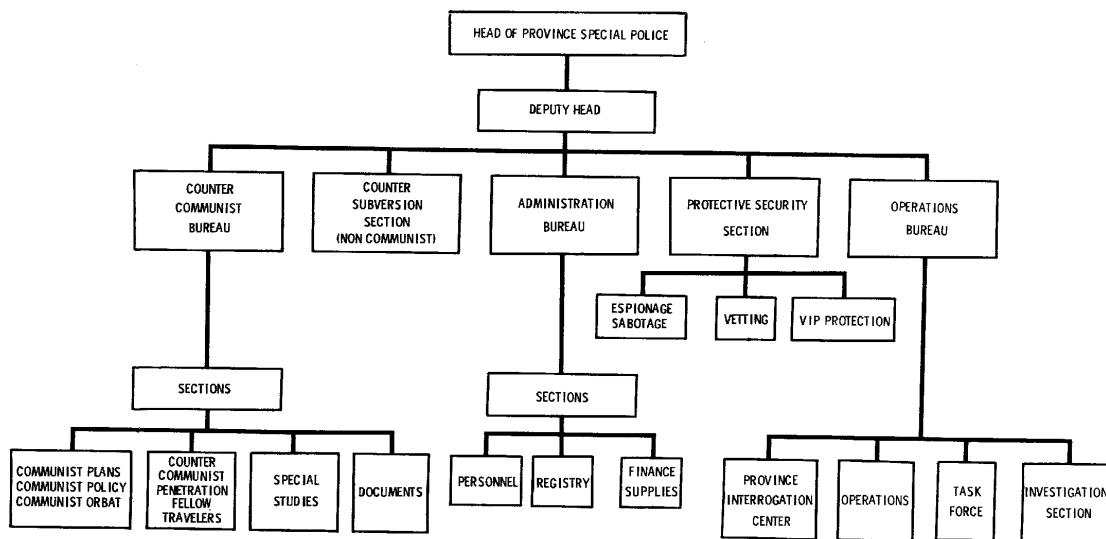 HEAD OF PROVINCE SPECIAL POLICE
DEPUTY HEAD
COUNTER
COMMUNIST
BUREAU
COUNTER
SUBVERSION
SECTION
(NON COMMUNIST)
ADMINISTRATION
BUREAU
PROTECTIVE SECURITY
SECTION
OPERATIONS
BUREAU
ESPIONAGE
SABOTAGE
VETTING
VIP PROTECTION
SECTIONS
SECTIONS
COMMUNIST PLANS
COMMUNIST POLICY
COMMUNIST ORBAT
COUNTER
COMMUNIST
PENETRATION
FELLOW
TRAVELERS
SPECIAL
STUDIES
DOCUMENTS
PERSONNEL
REGISTRY
FINANCE
SUPPLIES
PROVINCE
INTERROGATION
CENTER
OPERATIONS
TASK
FORCE
INVESTIGATION
SECTION